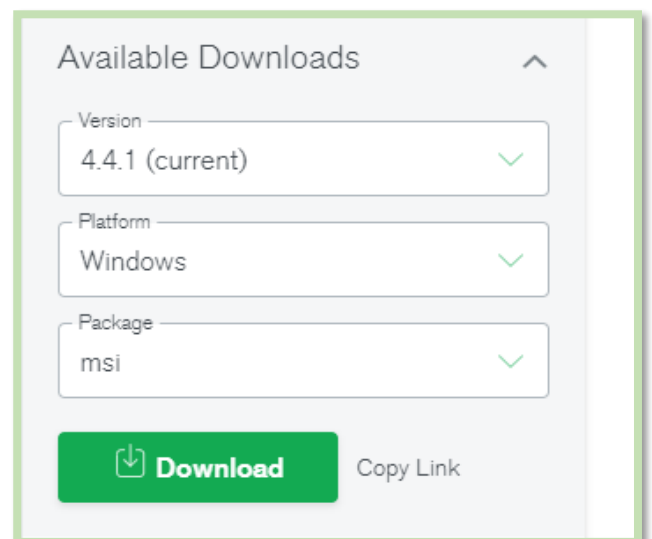 Available Downloads
Version
4.4.1 (current)
Platform
Windows
Package
msi
Download
Copy Link